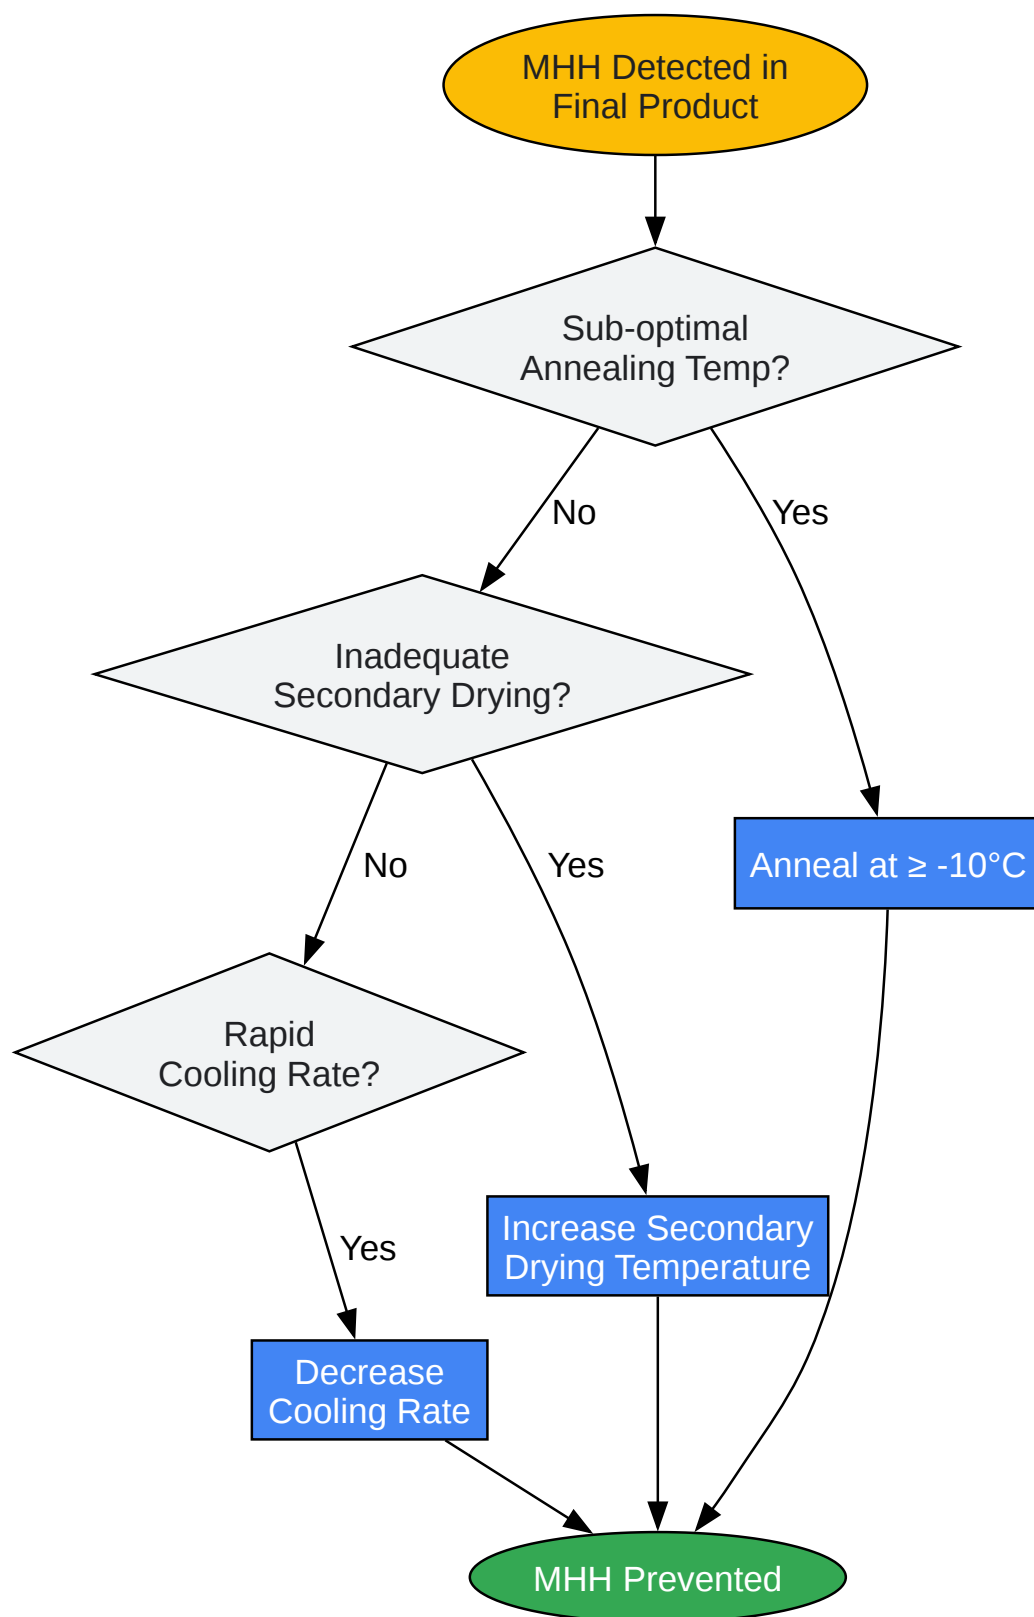 MHH Detected in
Final Product
Sub-optimal
Annealing Temp?
No
Yes
Inadequate
Secondary Drying?
No
Yes
Anneal at ≥ -10°C
Rapid
Cooling Rate?
Yes
Increase Secondary
Drying Temperature
Decrease
Cooling Rate
MHH Prevented